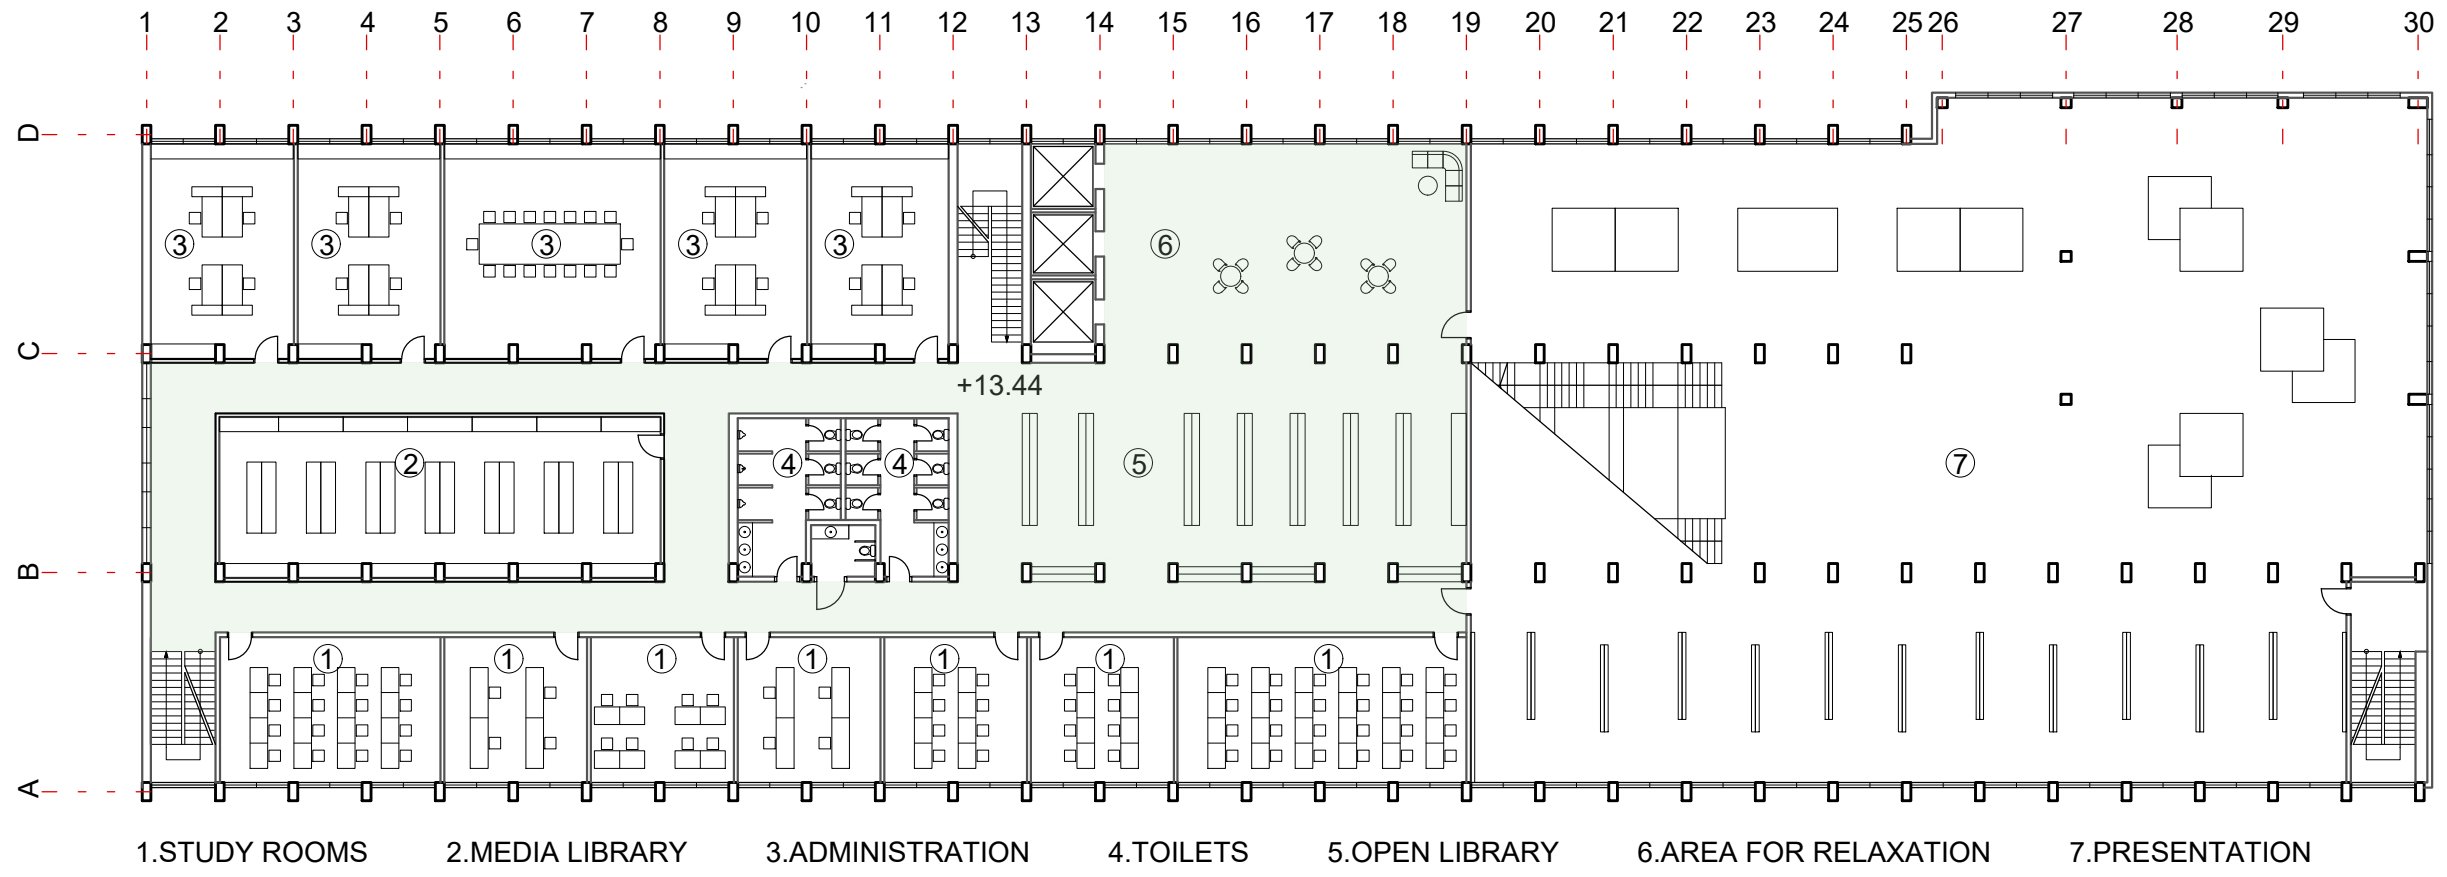 1 2 3 4 5 6 7 8 9 10 11 12 13 14 15 16 17 18 19 20 21 22 23 24 25 26 27 28 29 30
D
3 3 3 3 3 6
C
+13.44
2 4 4 5 7
B
1 1 1 1 1 1 1
A
1.STUDY ROOMS 2.MEDIA LIBRARY 3.ADMINISTRATION 4.TOILETS 5.OPEN LIBRARY 6.AREA FOR RELAXATION 7.PRESENTATION